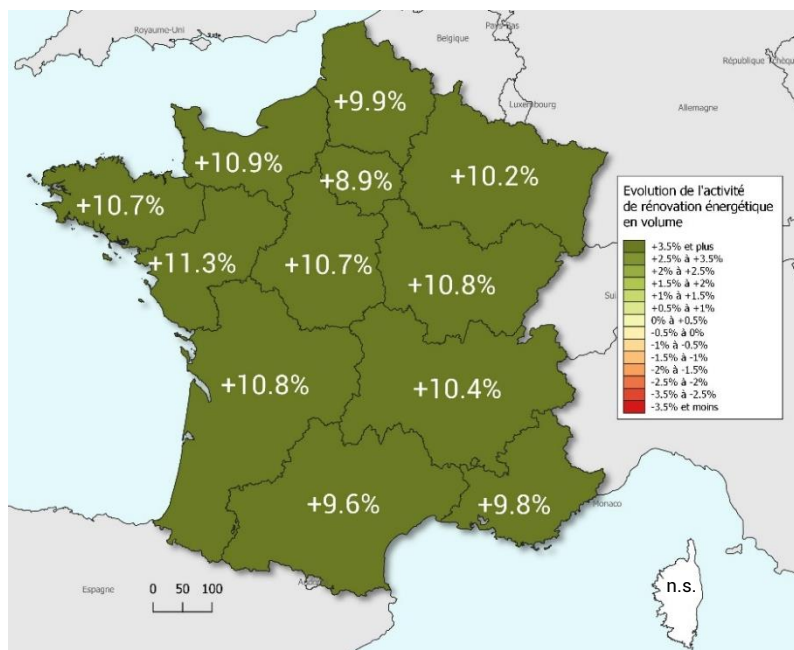 Royaume-Uni
Belgique
Pays-Bas
République Tchèque
Luxembourg
Allemagne
+9.9%
+10.9%
+8.9%
+10.2%
+10.7%
+11.3%
+10.7%
+10.8%
+10.8%
+10.4%
+9.6%
+9.8%
Evolution de l'activité
de rénovation énergétique
en volume
+3.5% et plus
+2.5% à +3.5%
+2% à +2.5%
+1.5% à +2%
+1% à +1.5%
+0.5% à +1%
0% à +0.5%
-0.5% à 0%
-1% à -0.5%
-1.5% à -1%
-2% à -1.5%
-2.5% à -2%
-3.5% à -2.5%
-3.5% et moins
Sui
Monaco
n.s.
Espagne
0 50 100